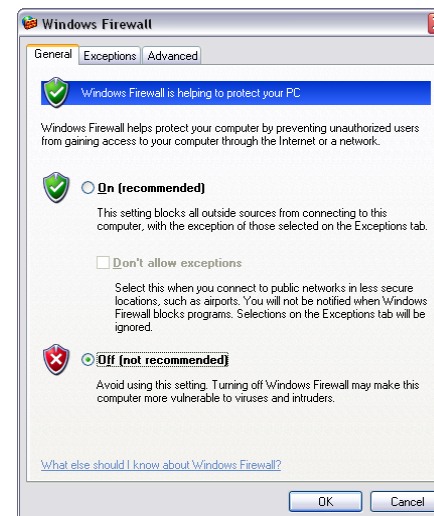 Windows Firewall
General Exceptions Advanced
Windows Firewall is helping to protect your PC
Windows Firewall helps protect your computer by preventing unauthorized users
from gaining access to your computer through the Internet or a network.
On (recommended)
This setting blocks all outside sources from connecting to this
computer, with the exception of those selected on the Exceptions tab.
Don't allow exceptions
Select this when you connect to public networks in less secure
locations, such as airports. You will not be notified when Windows
Firewall blocks programs. Selections on the Exceptions tab will be
ignored.
Off (not recommended)
Avoid using this setting. Turning off Windows Firewall may make this
computer more vulnerable to viruses and intruders.
What else should I know about Windows Firewall?
OK Cancel